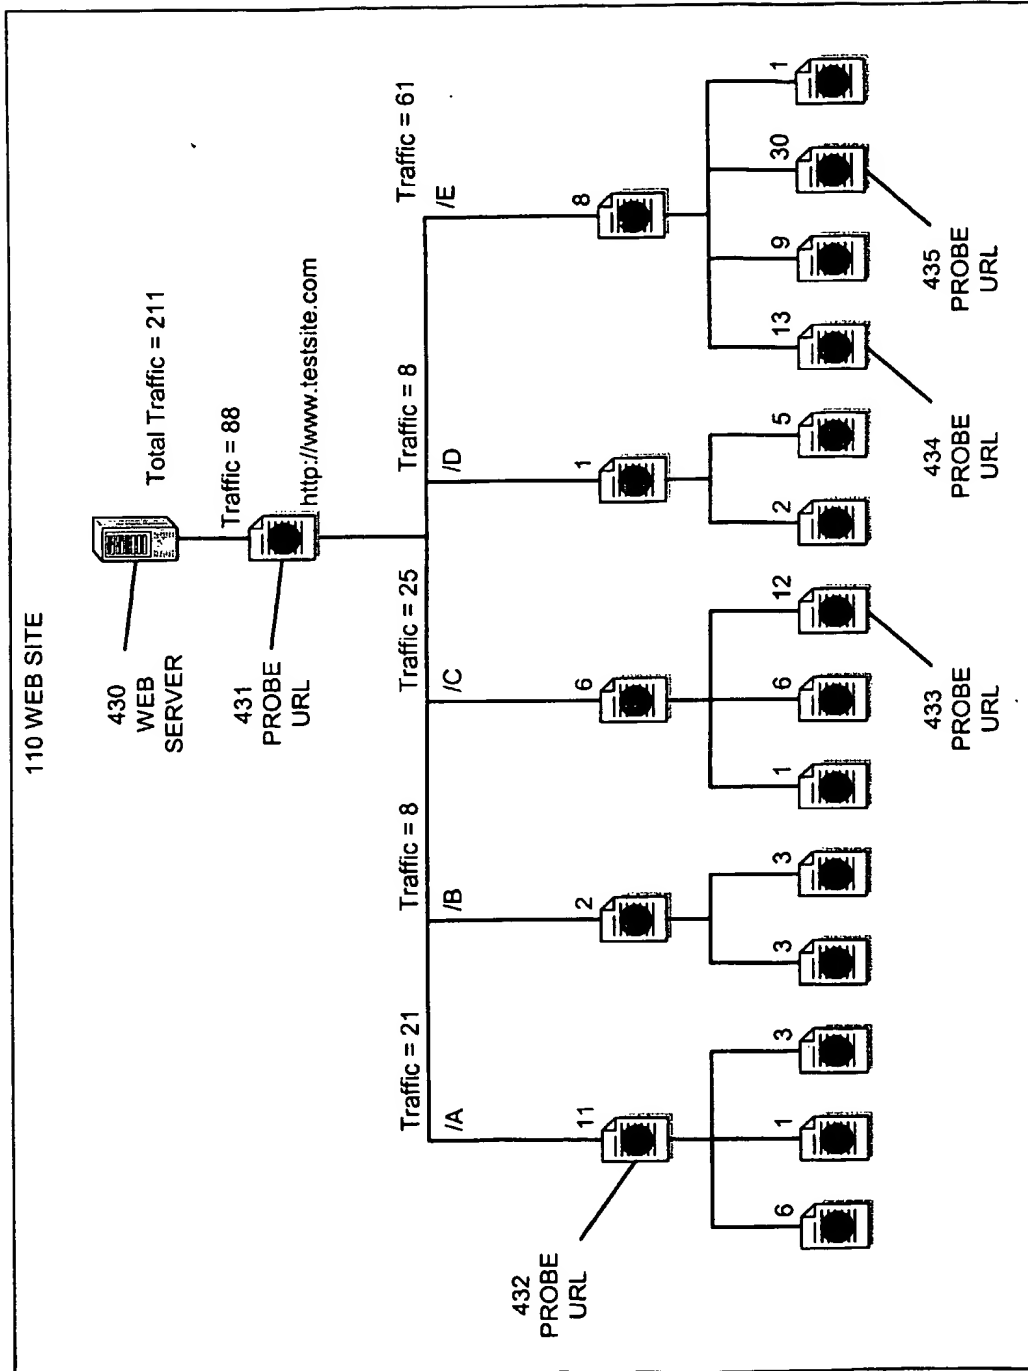 110 WEB SITE
430
WEB
SERVER
Total Traffic = 211
Traffic = 88
431
PROBE
URL
http://www.testsite.com
Traffic = 21
Traffic = 8
Traffic = 25
Traffic = 8
Traffic = 61
/A
/B
/C
/D
/E
11
2
6
1
8
432
PROBE
URL
6
1
3
3
3
1
6
12
2
5
13
9
30
1
433
PROBE
URL
434
PROBE
URL
435
PROBE
URL